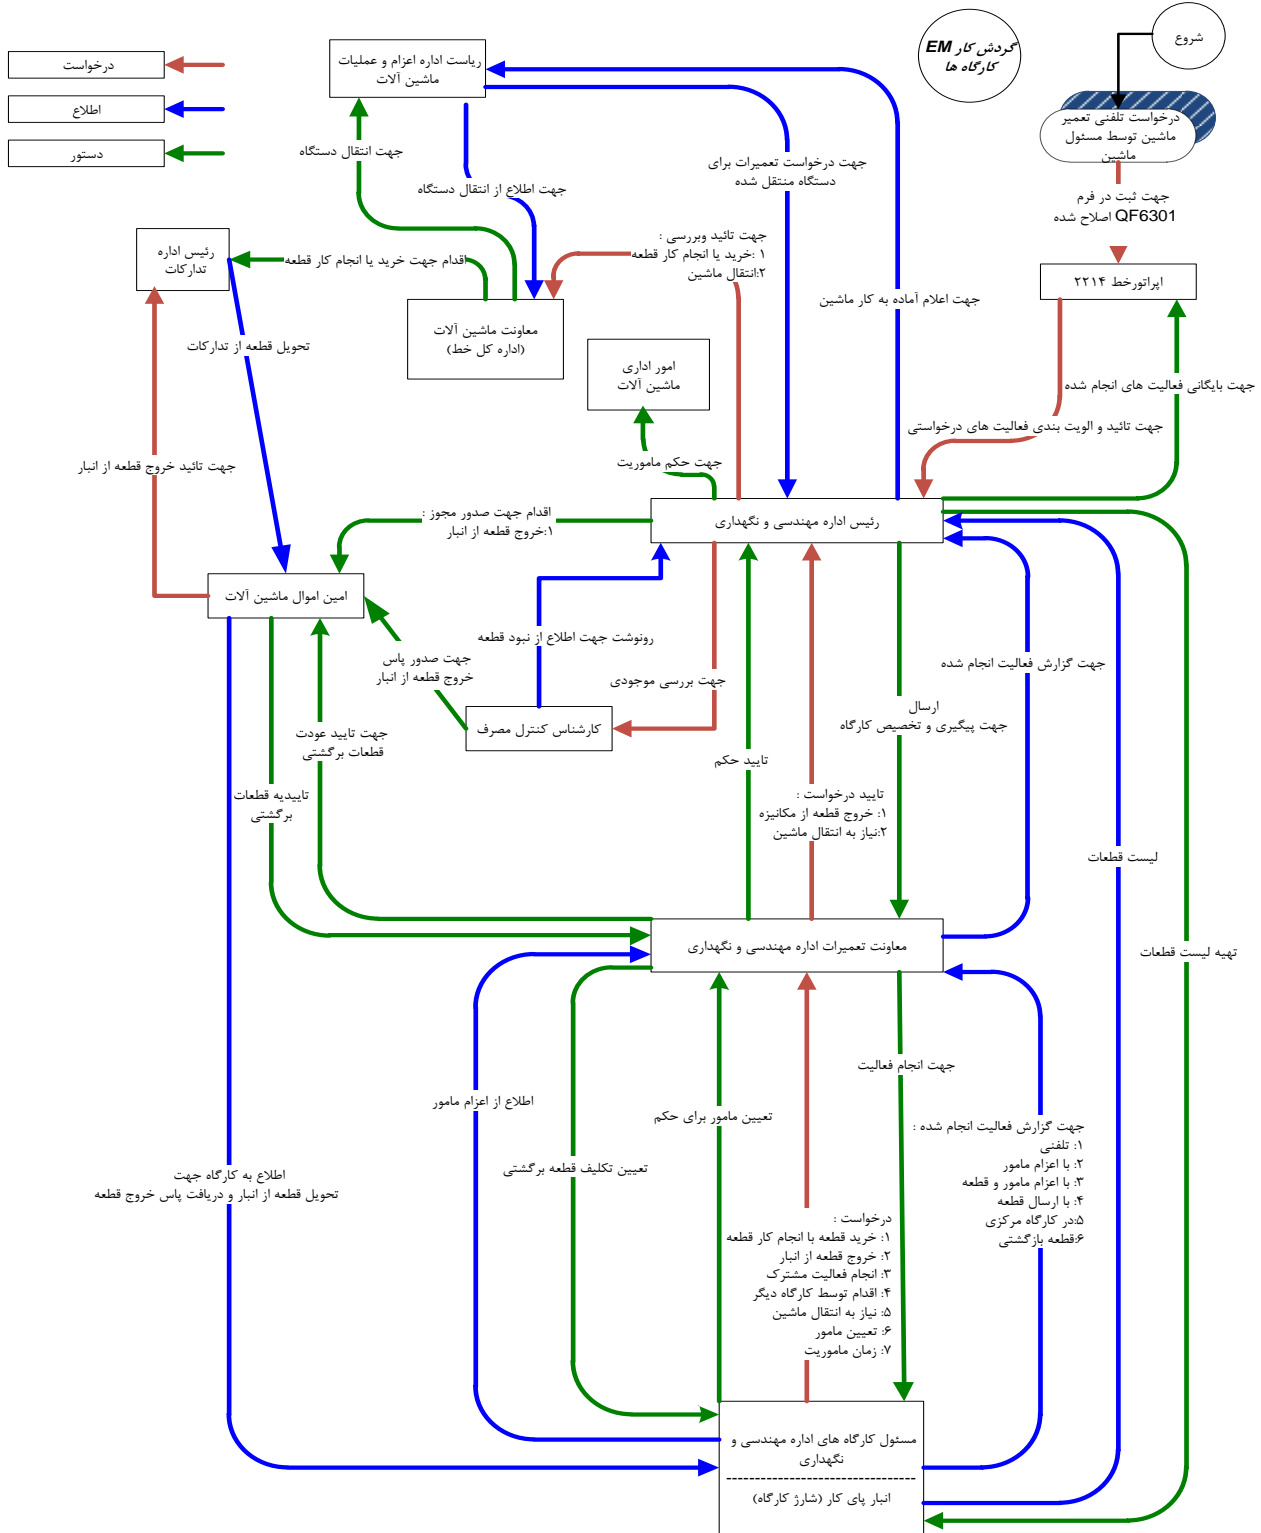 گردش کار EM
کارگاه ها
شروع
درخواست
اطلاع
دستور
درخواست تلفنی تعمیر
ماشین توسط مسئول
ماشین
جهت ثبت در فرم
QF6301 اصلاح شده
اپراتورخط ۲۲۱۴
ریاست اداره اعزام و عملیات
ماشین آلات
جهت انتقال دستگاه
جهت اطلاع از انتقال دستگاه
جهت درخواست تعمیرات برای
دستگاه منتقل شده
رئیس اداره
تدارکات
اقدام جهت خرید یا انجام کار قطعه
جهت تائید وبررسی :
۱ :خرید یا انجام کار قطعه
۲:انتقال ماشین
جهت اعلام آماده به کار ماشین
معاونت ماشین آلات
(اداره کل خط)
تحویل قطعه از تدارکات
امور اداری
ماشین آلات
جهت بایگانی فعالیت های انجام شده
جهت تائید و الویت بندی فعالیت های درخواستی
جهت تائید خروج قطعه از انبار
جهت حکم ماموریت
اقدام جهت صدور مجوز :
۱:خروج قطعه از انبار
رئیس اداره مهندسی و نگهداری
امین اموال ماشین آلات
رونوشت جهت اطلاع از نبود قطعه
جهت صدور پاس
خروج قطعه از انبار
جهت بررسی موجودی
جهت گزارش فعالیت انجام شده
ارسال
جهت پیگیری و تخصیص کارگاه
کارشناس کنترل مصرف
جهت تایید عودت
قطعات برگشتی
تایید حکم
تاییدیه قطعات
برگشتی
تایید درخواست :
۱: خروج قطعه از مکانیزه
۲:نیاز به انتقال ماشین
لیست قطعات
معاونت تعمیرات اداره مهندسی و نگهداری
تهیه لیست قطعات
جهت انجام فعالیت
اطلاع از اعزام مامور
تعیین مامور برای حکم
جهت گزارش فعالیت انجام شده :
۱: تلفنی
۲: با اعزام مامور
۳: با اعزام مامور و قطعه
۴: با ارسال قطعه
۵:در کارگاه مرکزی
۶:قطعه بازگشتی
تعیین تکلیف قطعه برگشتی
اطلاع به کارگاه جهت
تحویل قطعه از انبار و دریافت پاس خروج قطعه
درخواست :
۱: خرید قطعه با انجام کار قطعه
۲: خروج قطعه از انبار
۳: انجام فعالیت مشترک
۴: اقدام توسط کارگاه دیگر
۵: نیاز به انتقال ماشین
۶: تعیین مامور
۷: زمان ماموریت
مسئول کارگاه های اداره مهندسی و
نگهداری
--------------------------------
انبار پای کار (شارژ کارگاه)